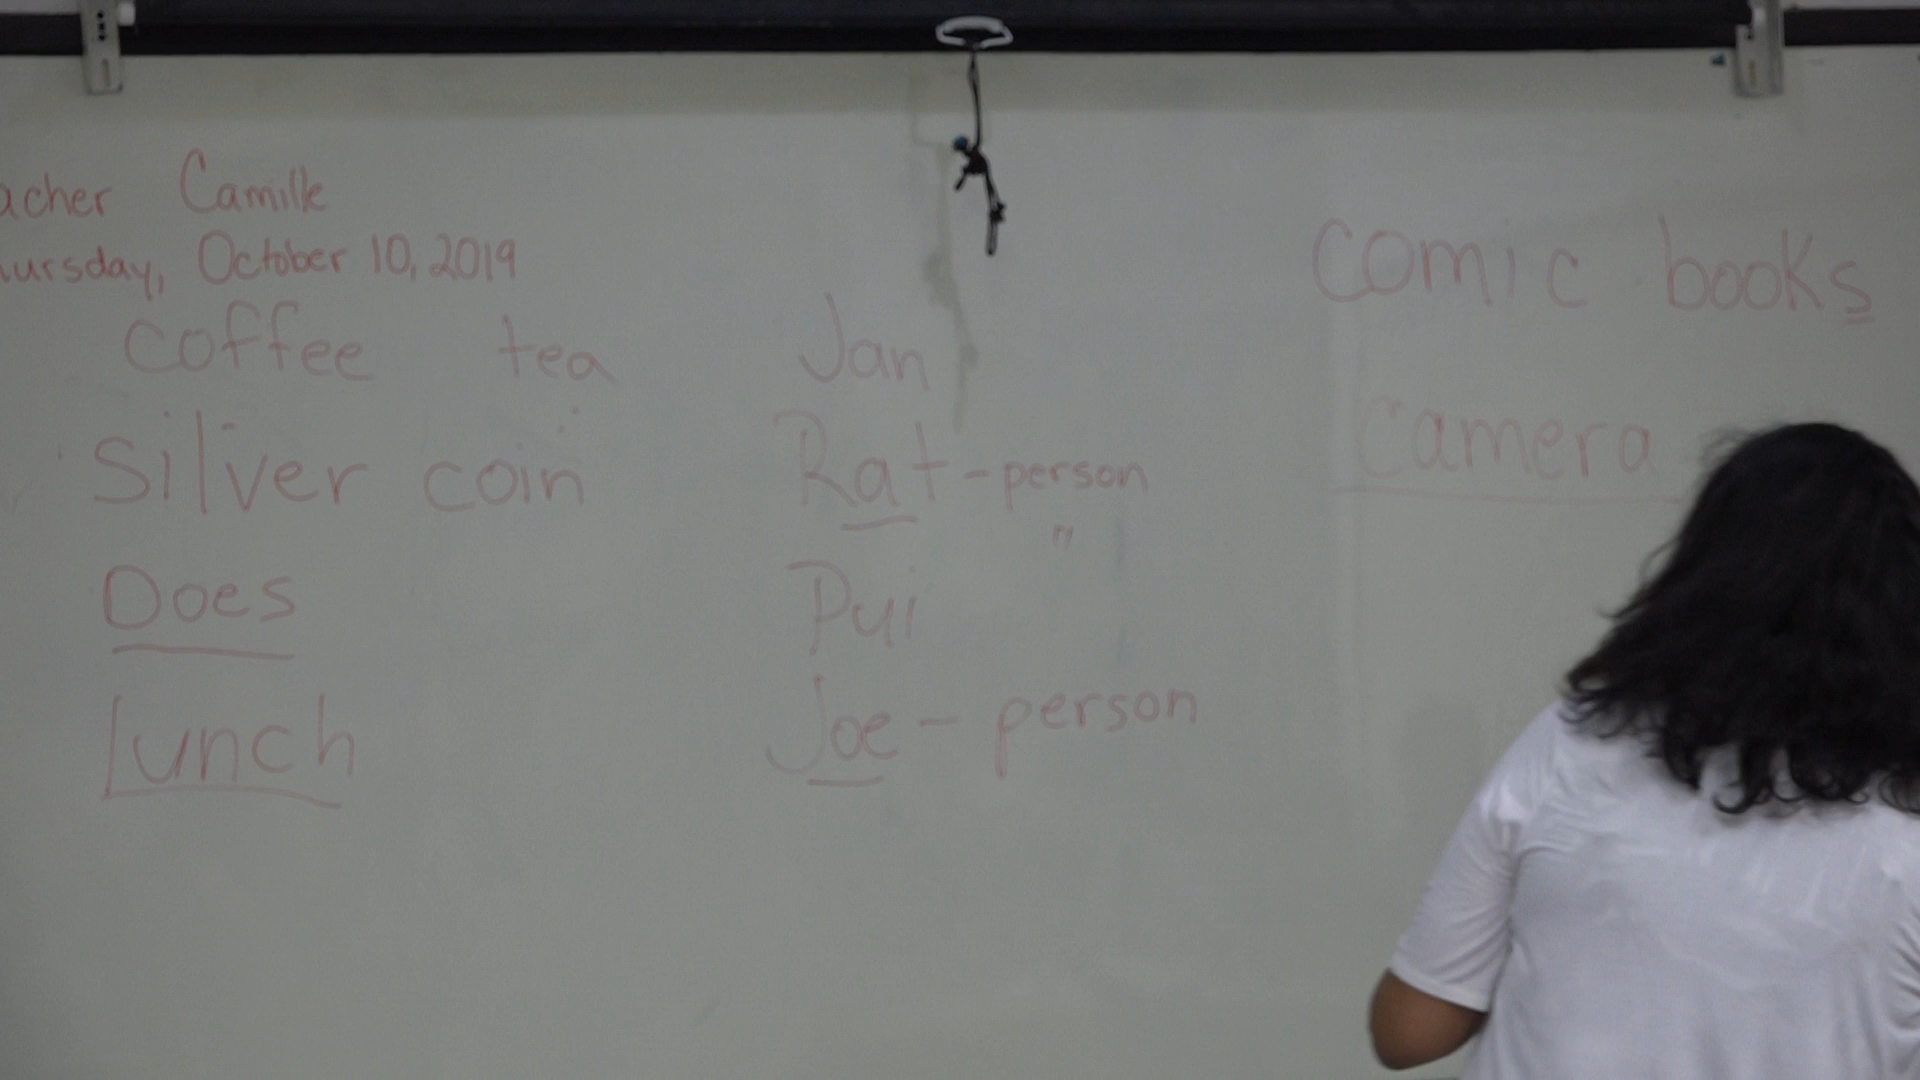 acher Camille
ursday, October 10, 2019
coffee tea
Silver coin
Does
lunch
Jan
Rat - person
"
Pui
Joe - person
comic books
camera